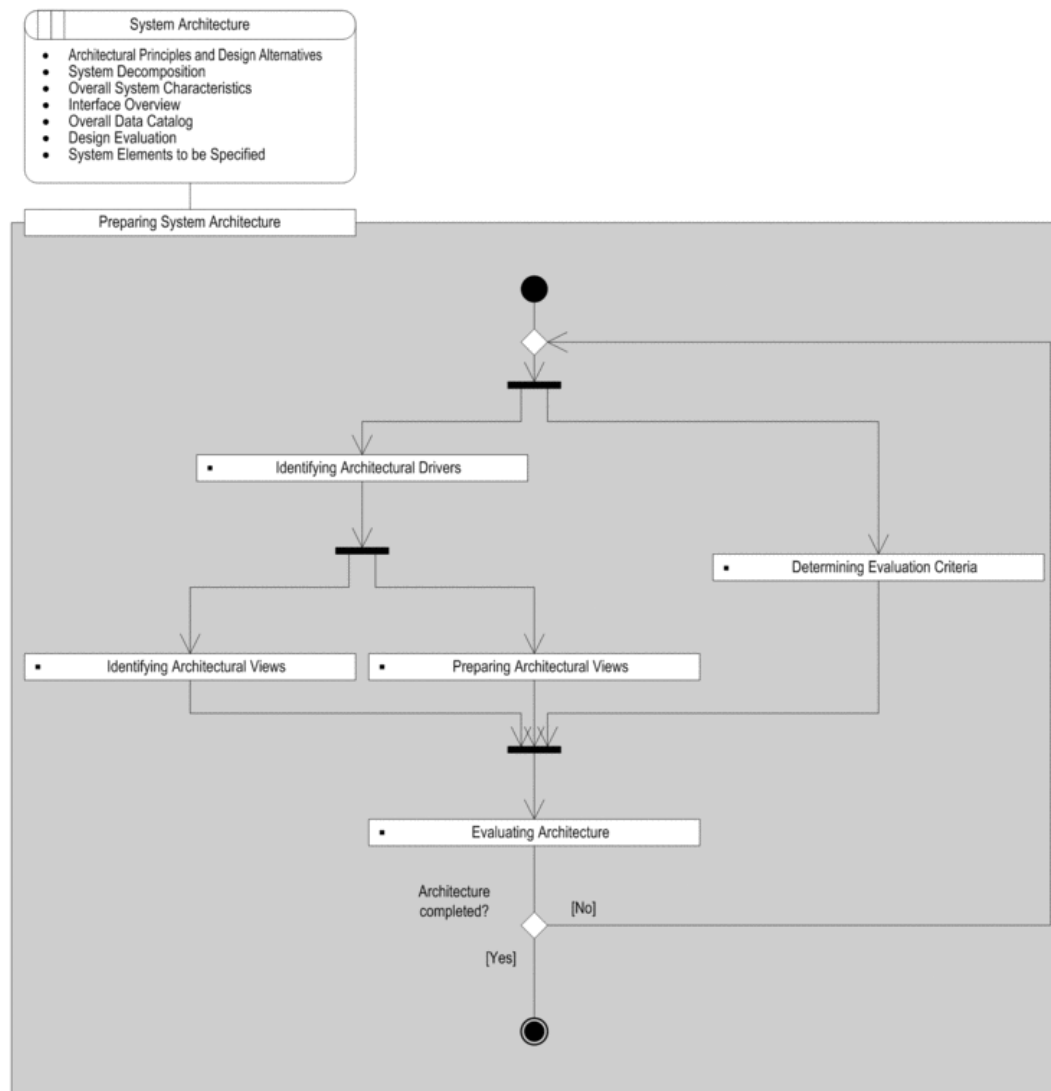 System Architecture
• Architectural Principles and Design Alternatives
• System Decomposition
• Overall System Characteristics
• Interface Overview
• Overall Data Catalog
• Design Evaluation
• System Elements to be Specified
Preparing System Architecture
▪ Identifying Architectural Drivers
▪ Determining Evaluation Criteria
▪ Identifying Architectural Views
▪ Preparing Architectural Views
▪ Evaluating Architecture
Architecture
completed?
[No]
[Yes]